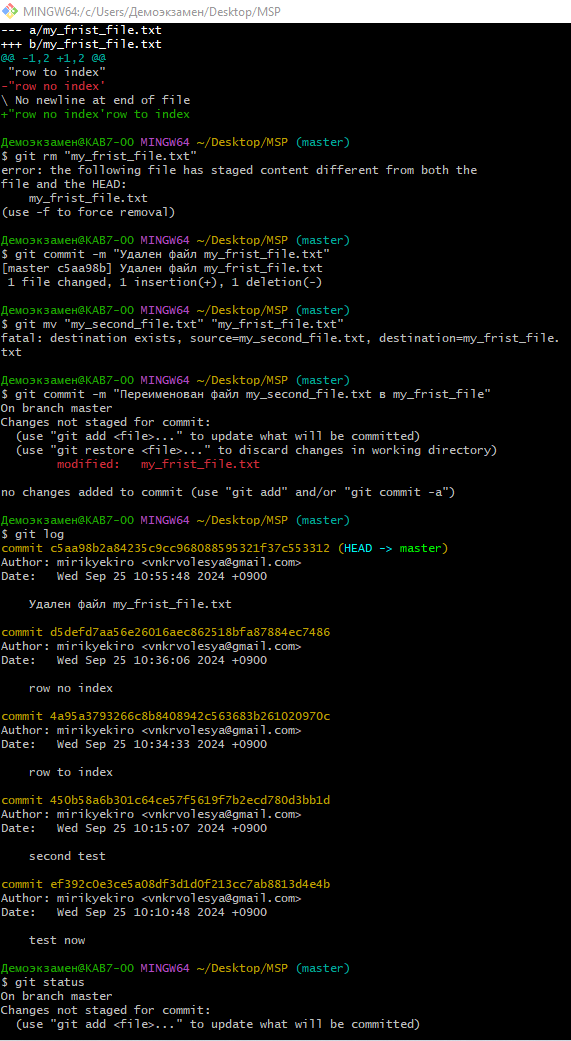 MINGW64:/c/Users/Демоэкзамен/Desktop/MSP
--- a/my_frist_file.txt
+++ b/my_frist_file.txt
@@ -1,2 +1,2 @@
 "row to index"
-"row no index'
\ No newline at end of file
+"row no index'row to index
Демоэкзамен@КАВ7-00 MINGW64 ~/Desktop/MSP (master)
$ git rm "my_frist_file.txt"
error: the following file has staged content different from both the
file and the HEAD:
    my_frist_file.txt
(use -f to force removal)
Демоэкзамен@КАВ7-00 MINGW64 ~/Desktop/MSP (master)
$ git commit -m "Удален файл my_frist_file.txt"
[master c5aa98b] Удален файл my_frist_file.txt
 1 file changed, 1 insertion(+), 1 deletion(-)
Демоэкзамен@КАВ7-00 MINGW64 ~/Desktop/MSP (master)
$ git mv "my_second_file.txt" "my_frist_file.txt"
fatal: destination exists, source=my_second_file.txt, destination=my_frist_file.
txt
Демоэкзамен@КАВ7-00 MINGW64 ~/Desktop/MSP (master)
$ git commit -m "Переименован файл my_second_file.txt в my_frist_file"
On branch master
Changes not staged for commit:
  (use "git add <file>..." to update what will be committed)
  (use "git restore <file>..." to discard changes in working directory)
        modified:   my_frist_file.txt
no changes added to commit (use "git add" and/or "git commit -a")
Демоэкзамен@КАВ7-00 MINGW64 ~/Desktop/MSP (master)
$ git log
commit c5aa98b2a84235c9cc968088595321f37c553312 (HEAD -> master)
Author: mirikyekiro <vnkrvolesya@gmail.com>
Date:   Wed Sep 25 10:55:48 2024 +0900
    Удален файл my_frist_file.txt
commit d5defd7aa56e26016aec862518bfa87884ec7486
Author: mirikyekiro <vnkrvolesya@gmail.com>
Date:   Wed Sep 25 10:36:06 2024 +0900
    row no index
commit 4a95a3793266c8b8408942c563683b261020970c
Author: mirikyekiro <vnkrvolesya@gmail.com>
Date:   Wed Sep 25 10:34:33 2024 +0900
    row to index
commit 450b58a6b301c64ce57f5619f7b2ecd780d3bb1d
Author: mirikyekiro <vnkrvolesya@gmail.com>
Date:   Wed Sep 25 10:15:07 2024 +0900
    second test
commit ef392c0e3ce5a08df3d1d0f213cc7ab8813d4e4b
Author: mirikyekiro <vnkrvolesya@gmail.com>
Date:   Wed Sep 25 10:10:48 2024 +0900
    test now
Демоэкзамен@КАВ7-00 MINGW64 ~/Desktop/MSP (master)
$ git status
On branch master
Changes not staged for commit:
  (use "git add <file>..." to update what will be committed)